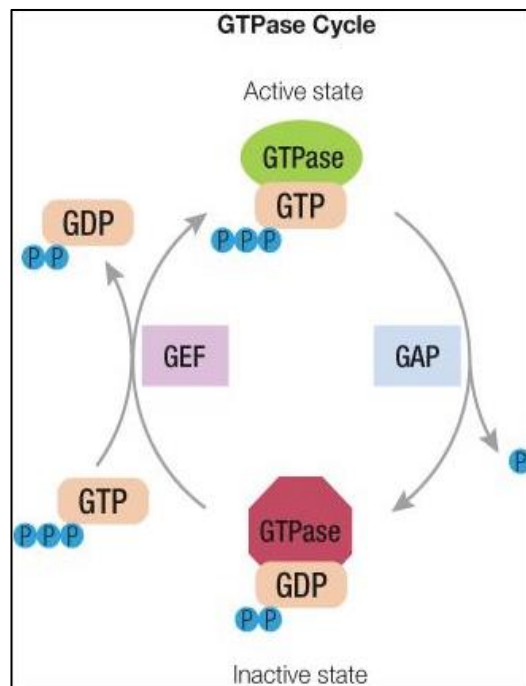 GTPase Cycle
Active state
GTPase
GTP
PPP
GDP
PP
GEF
GAP
P
GTP
PPP
GTPase
GDP
PP
Inactive state